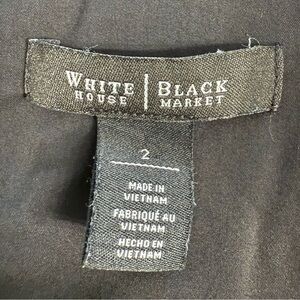 WHITE | BLACK
HOUSE | MARKET
2
MADE IN
VIETNAM
FABRIQUÉ AU
VIETNAM
HECHO EN
VIETNAM